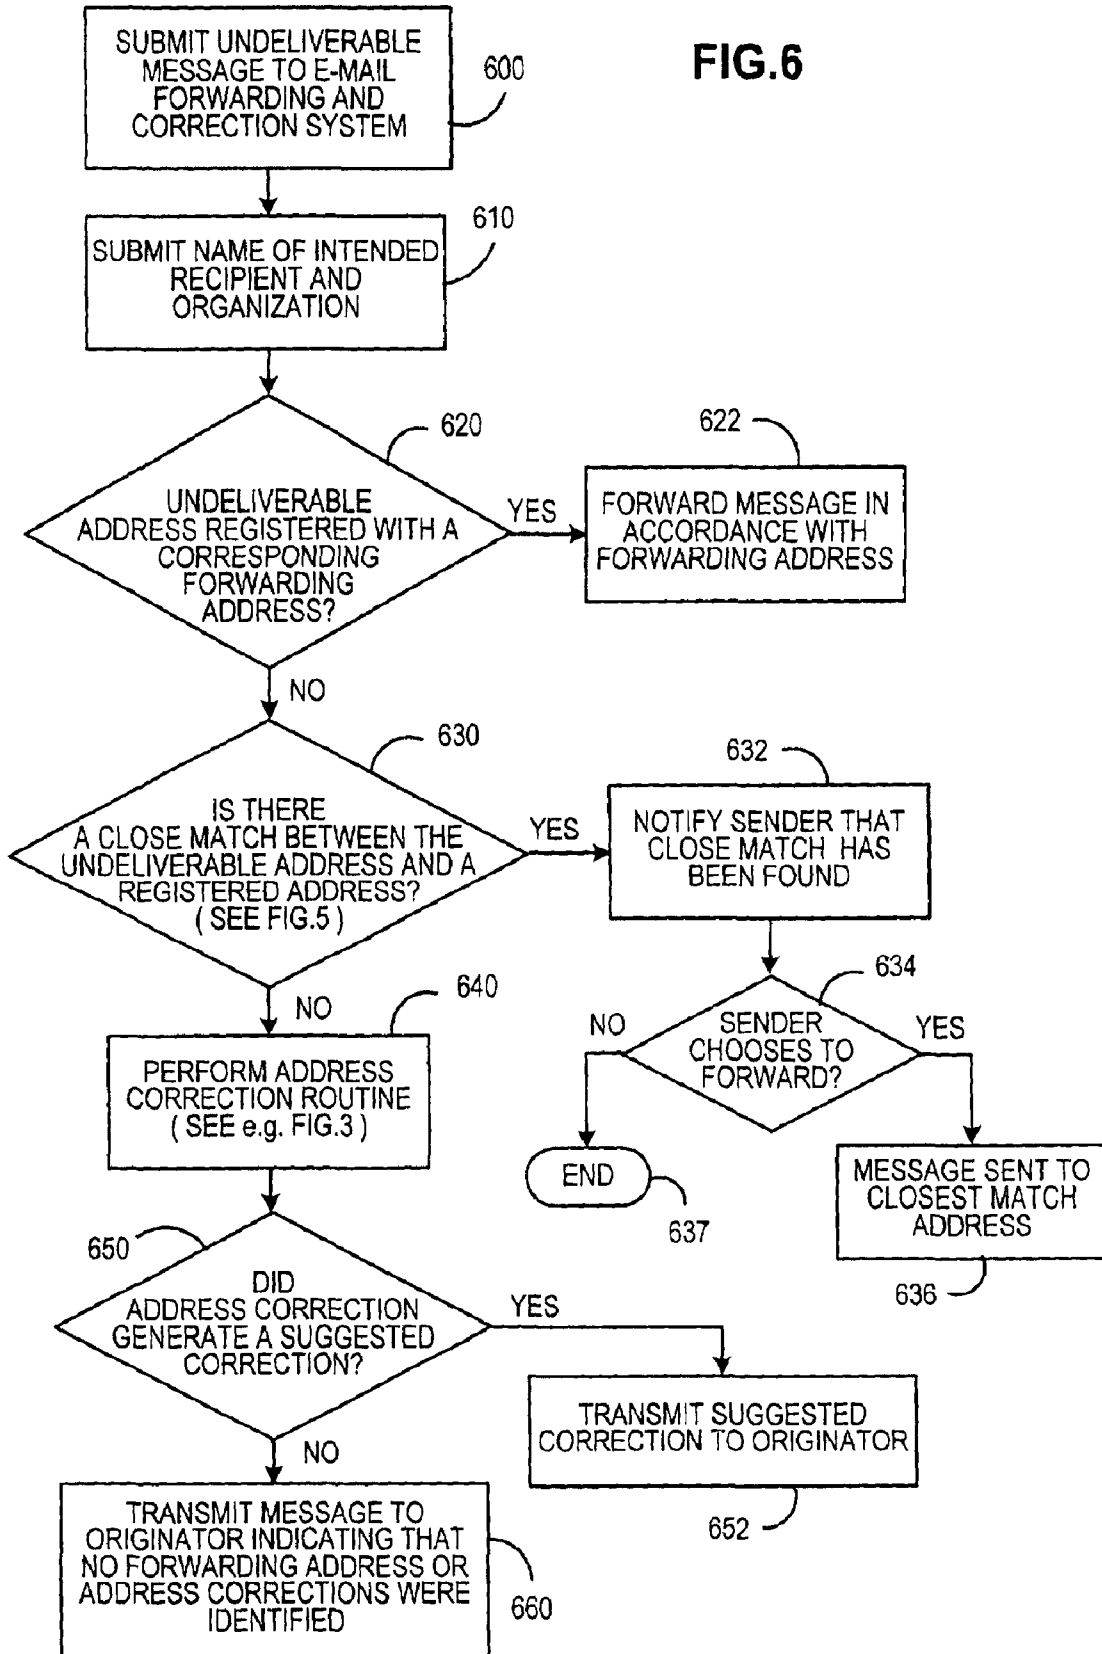 FIG.6
SUBMIT UNDELIVERABLE
MESSAGE TO E-MAIL
FORWARDING AND
CORRECTION SYSTEM
600
SUBMIT NAME OF INTENDED
RECIPIENT AND
ORGANIZATION
610
UNDELIVERABLE
ADDRESS REGISTERED WITH A
CORRESPONDING
FORWARDING
ADDRESS?
620
YES
622
FORWARD MESSAGE IN
ACCORDANCE WITH
FORWARDING ADDRESS
NO
630
IS THERE
A CLOSE MATCH BETWEEN THE
UNDELIVERABLE ADDRESS AND A
REGISTERED ADDRESS?
( SEE FIG.5 )
YES
632
NOTIFY SENDER THAT
CLOSE MATCH HAS
BEEN FOUND
634
SENDER
CHOOSES TO
FORWARD?
NO
YES
END
637
MESSAGE SENT TO
CLOSEST MATCH
ADDRESS
636
NO
640
PERFORM ADDRESS
CORRECTION ROUTINE
( SEE e.g. FIG.3 )
650
DID
ADDRESS CORRECTION
GENERATE A SUGGESTED
CORRECTION?
YES
TRANSMIT SUGGESTED
CORRECTION TO ORIGINATOR
652
NO
TRANSMIT MESSAGE TO
ORIGINATOR INDICATING THAT
NO FORWARDING ADDRESS OR
ADDRESS CORRECTIONS WERE
IDENTIFIED
660